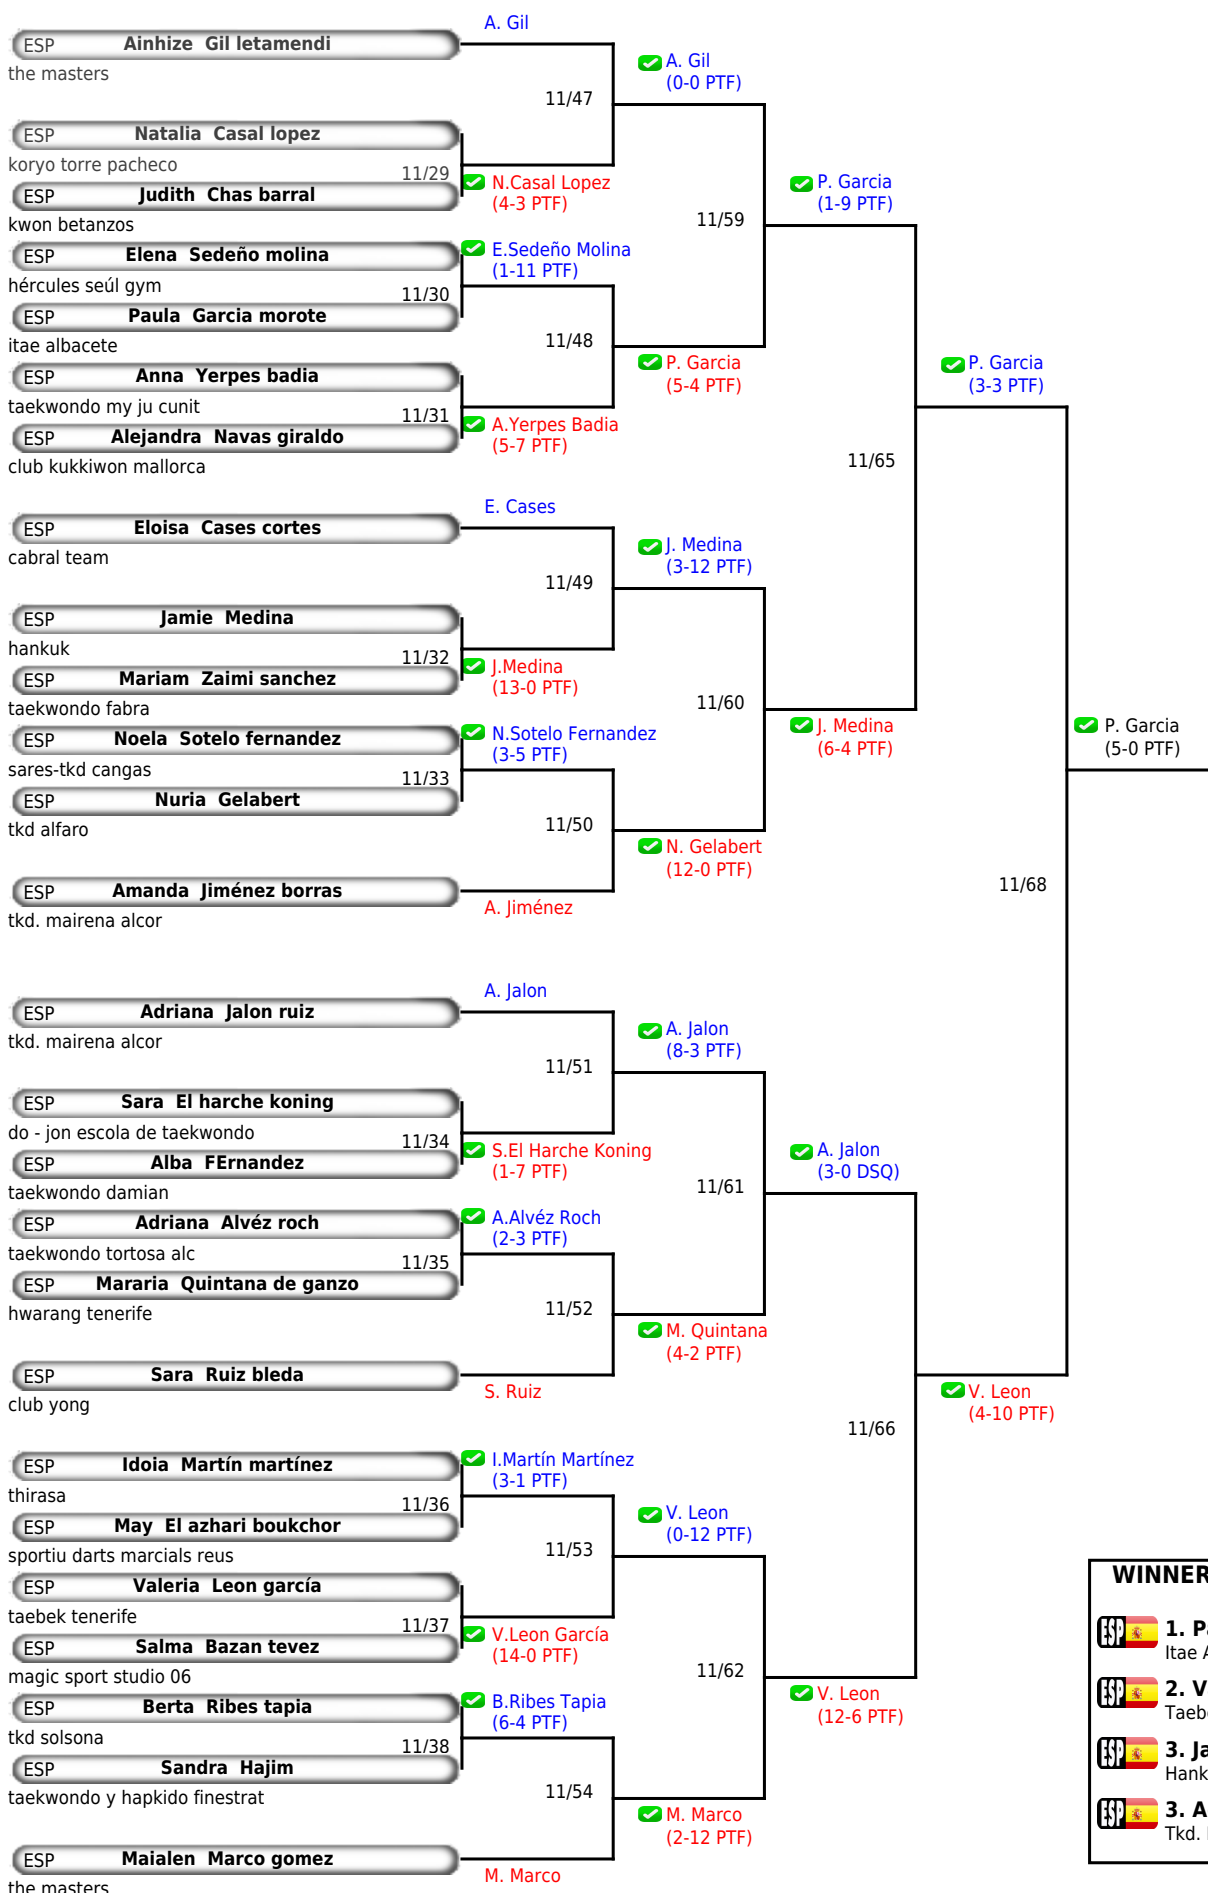 A. Gil
ESP Ainhize Gil letamendi
the masters
A. Gil
(0-0 PTF)
11/47
ESP Natalia Casal lopez
koryo torre pacheco
11/29
N.Casal Lopez
(4-3 PTF)
ESP Judith Chas barral
kwon betanzos
P. Garcia
(1-9 PTF)
11/59
ESP Elena Sedeño molina
hércules seúl gym
E.Sedeño Molina
(1-11 PTF)
11/30
ESP Paula Garcia morote
itae albacete
11/48
P. Garcia
(5-4 PTF)
ESP Anna Yerpes badia
taekwondo my ju cunit
11/31
A.Yerpes Badia
(5-7 PTF)
ESP Alejandra Navas giraldo
club kukkiwon mallorca
P. Garcia
(3-3 PTF)
11/65
E. Cases
ESP Eloisa Cases cortes
cabral team
J. Medina
(3-12 PTF)
11/49
ESP Jamie Medina
hankuk
11/32
J.Medina
(13-0 PTF)
ESP Mariam Zaimi sanchez
taekwondo fabra
11/60
J. Medina
(6-4 PTF)
ESP Noela Sotelo fernandez
sares-tkd cangas
N.Sotelo Fernandez
(3-5 PTF)
11/33
ESP Nuria Gelabert
tkd alfaro
11/50
N. Gelabert
(12-0 PTF)
ESP Amanda Jiménez borras
tkd. mairena alcor
A. Jiménez
P. Garcia
(5-0 PTF)
11/68
A. Jalon
ESP Adriana Jalon ruiz
tkd. mairena alcor
A. Jalon
(8-3 PTF)
11/51
ESP Sara El harche koning
do - jon escola de taekwondo
11/34
S.El Harche Koning
(1-7 PTF)
ESP Alba FErnandez
taekwondo damian
A. Jalon
(3-0 DSQ)
11/61
ESP Adriana Alvéz roch
taekwondo tortosa alc
A.Alvéz Roch
(2-3 PTF)
11/35
ESP Mararia Quintana de ganzo
hwarang tenerife
11/52
M. Quintana
(4-2 PTF)
ESP Sara Ruiz bleda
club yong
S. Ruiz
V. Leon
(4-10 PTF)
11/66
ESP Idoia Martín martínez
thirasa
I.Martín Martínez
(3-1 PTF)
11/36
ESP May El azhari boukchor
sportiu darts marcials reus
V. Leon
(0-12 PTF)
11/53
ESP Valeria Leon garcía
taebek tenerife
11/37
V.Leon García
(14-0 PTF)
ESP Salma Bazan tevez
magic sport studio 06
11/62
V. Leon
(12-6 PTF)
ESP Berta Ribes tapia
tkd solsona
B.Ribes Tapia
(6-4 PTF)
11/38
ESP Sandra Hajim
taekwondo y hapkido finestrat
11/54
M. Marco
(2-12 PTF)
ESP Maialen Marco gomez
the masters
M. Marco
WINNER
ESP 1. Pa
Itae A
ESP 2. V
Taeb
ESP 3. Ja
Hank
ESP 3. A
Tkd.